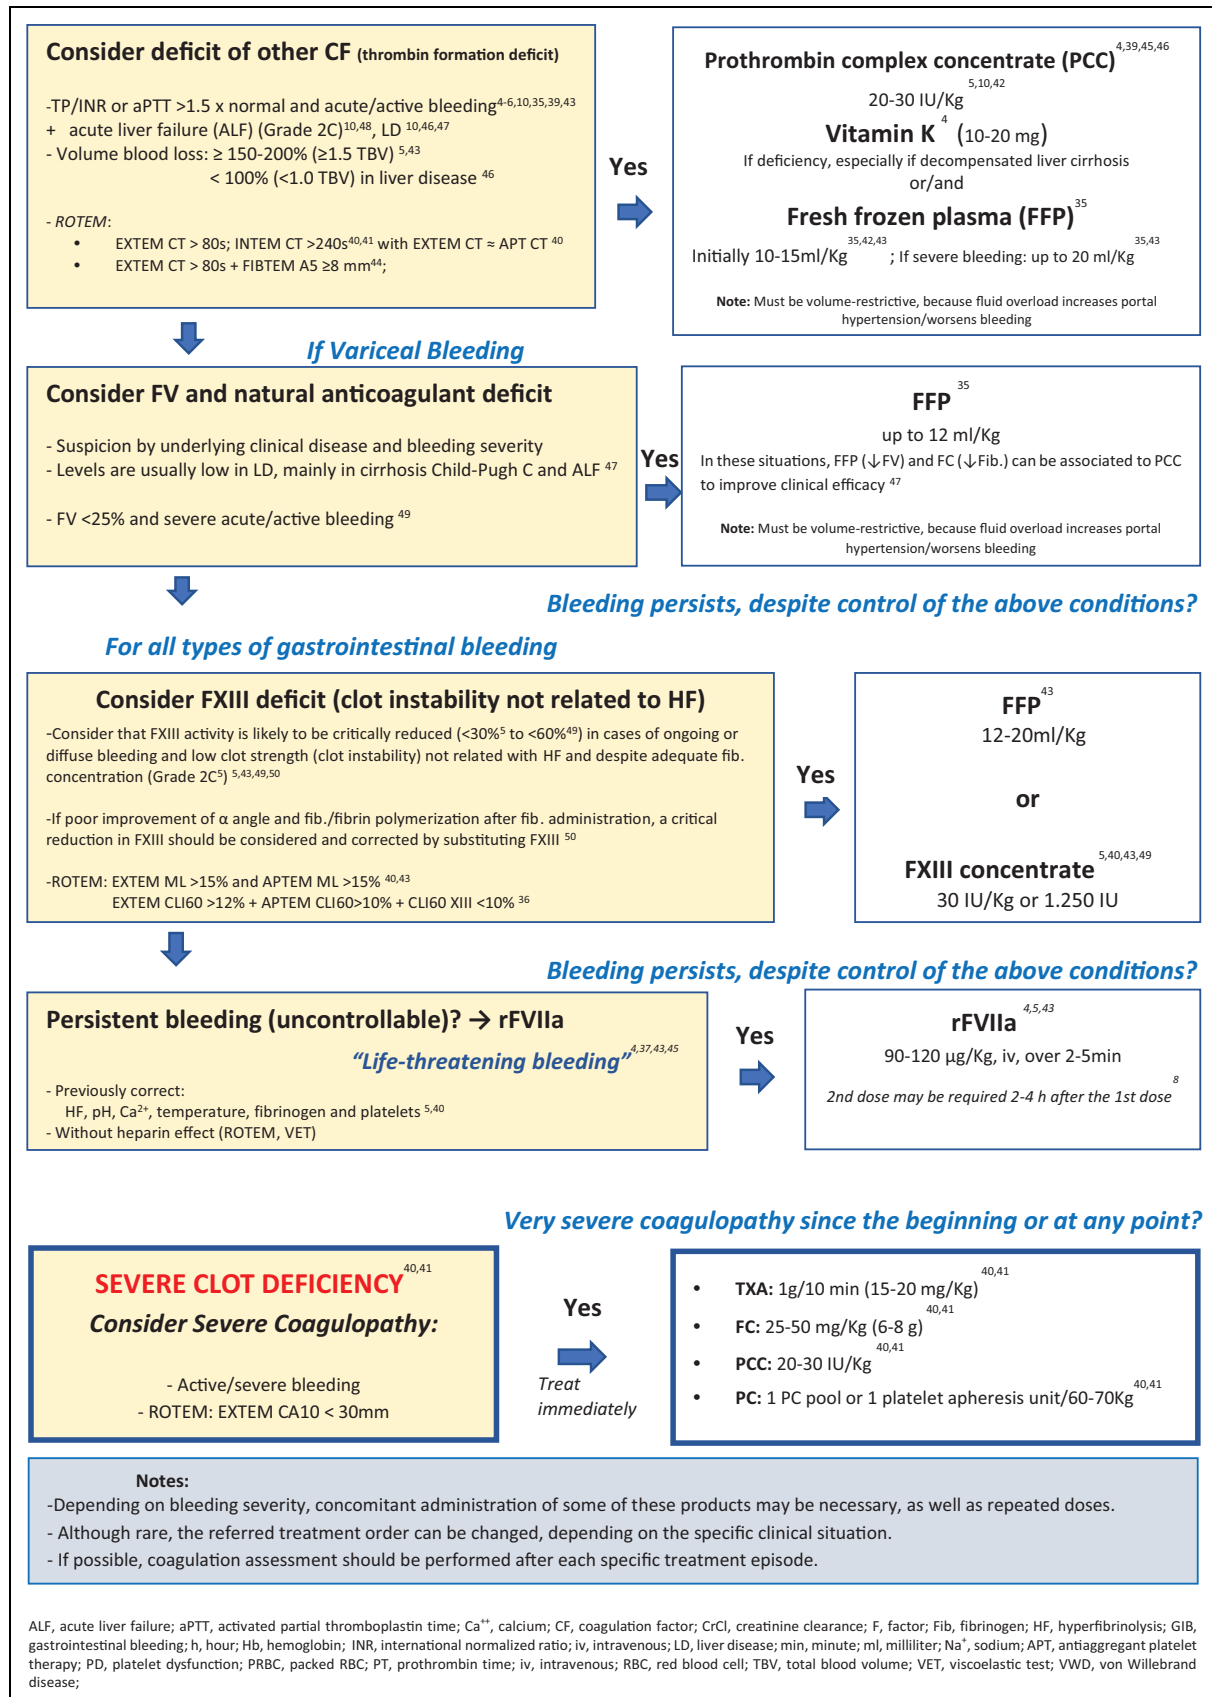 Consider deficit of other CF (thrombin formation deficit)
-TP/INR or aPTT >1.5 x normal and acute/active bleeding4-6,10,35,39,43
+ acute liver failure (ALF) (Grade 2C)10,48, LD 10,46,47
- Volume blood loss: ≥ 150-200% (≥1.5 TBV) 5,43
< 100% (<1.0 TBV) in liver disease 46
- ROTEM:
• EXTEM CT > 80s; INTEM CT >240s40,41 with EXTEM CT ≈ APT CT 40
• EXTEM CT > 80s + FIBTEM A5 ≥8 mm44;
Yes
Prothrombin complex concentrate (PCC)4,39,45,46
20-30 IU/Kg5,10,42
Vitamin K 4 (10-20 mg)
If deficiency, especially if decompensated liver cirrhosis
or/and
Fresh frozen plasma (FFP)35
Initially 10-15ml/Kg35,42,43 ; If severe bleeding: up to 20 ml/Kg35,43
Note: Must be volume-restrictive, because fluid overload increases portal
hypertension/worsens bleeding
If Variceal Bleeding
Consider FV and natural anticoagulant deficit
- Suspicion by underlying clinical disease and bleeding severity
- Levels are usually low in LD, mainly in cirrhosis Child-Pugh C and ALF 47
- FV <25% and severe acute/active bleeding 49
Yes
FFP 35
up to 12 ml/Kg
In these situations, FFP (↓FV) and FC (↓Fib.) can be associated to PCC
to improve clinical efficacy 47
Note: Must be volume-restrictive, because fluid overload increases portal
hypertension/worsens bleeding
Bleeding persists, despite control of the above conditions?
For all types of gastrointestinal bleeding
Consider FXIII deficit (clot instability not related to HF)
-Consider that FXIII activity is likely to be critically reduced (<30%5 to <60%49) in cases of ongoing or
diffuse bleeding and low clot strength (clot instability) not related with HF and despite adequate fib.
concentration (Grade 2C5) 5,43,49,50
-If poor improvement of α angle and fib./fibrin polymerization after fib. administration, a critical
reduction in FXIII should be considered and corrected by substituting FXIII 50
-ROTEM: EXTEM ML >15% and APTEM ML >15% 40,43
EXTEM CLI60 >12% + APTEM CLI60>10% + CLI60 XIII <10% 36
Yes
FFP43
12-20ml/Kg
or
FXIII concentrate5,40,43,49
30 IU/Kg or 1.250 IU
Bleeding persists, despite control of the above conditions?
Persistent bleeding (uncontrollable)? → rFVIIa
“Life-threatening bleeding”4,37,43,45
- Previously correct:
HF, pH, Ca2+, temperature, fibrinogen and platelets 5,40
- Without heparin effect (ROTEM, VET)
Yes
rFVIIa 4,5,43
90-120 µg/Kg, iv, over 2-5min
2nd dose may be required 2-4 h after the 1st dose8
Very severe coagulopathy since the beginning or at any point?
SEVERE CLOT DEFICIENCY40,41
Consider Severe Coagulopathy:
- Active/severe bleeding
- ROTEM: EXTEM CA10 < 30mm
Yes
Treat
immediately
• TXA: 1g/10 min (15-20 mg/Kg)40,41
• FC: 25-50 mg/Kg (6-8 g)40,41
• PCC: 20-30 IU/Kg40,41
• PC: 1 PC pool or 1 platelet apheresis unit/60-70Kg40,41
Notes:
-Depending on bleeding severity, concomitant administration of some of these products may be necessary, as well as repeated doses.
- Although rare, the referred treatment order can be changed, depending on the specific clinical situation.
- If possible, coagulation assessment should be performed after each specific treatment episode.
ALF, acute liver failure; aPTT, activated partial thromboplastin time; Ca++, calcium; CF, coagulation factor; CrCl, creatinine clearance; F, factor; Fib, fibrinogen; HF, hyperfibrinolysis; GIB,
gastrointestinal bleeding; h, hour; Hb, hemoglobin; INR, international normalized ratio; iv, intravenous; LD, liver disease; min, minute; ml, milliliter; Na+, sodium; APT, antiaggregant platelet
therapy; PD, platelet dysfunction; PRBC, packed RBC; PT, prothrombin time; iv, intravenous; RBC, red blood cell; TBV, total blood volume; VET, viscoelastic test; VWD, von Willebrand
disease;